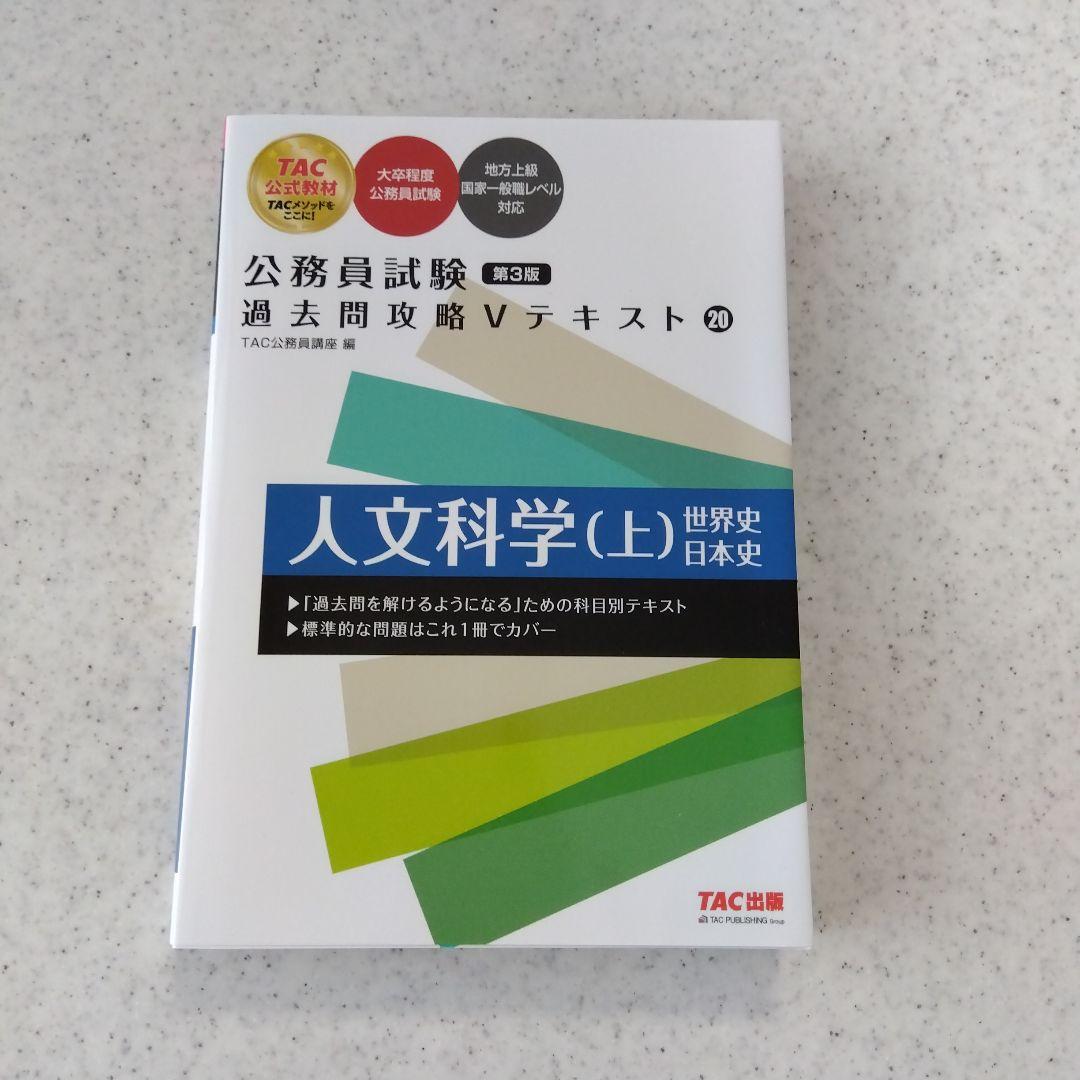 TAC
公式教材
TACメソッドを
ここに!
大卒程度
公務員試験
地方上級
国家一般職レベル
対応
公務員試験 第3版
過去問攻略Vテキスト 20
TAC公務員講座 編
人文科学(上) 世界史
日本史
▶「過去問を解けるようになる」ための科目別テキスト
▶標準的な問題はこれ1冊でカバー
TAC出版
TAC PUBLISHING Group